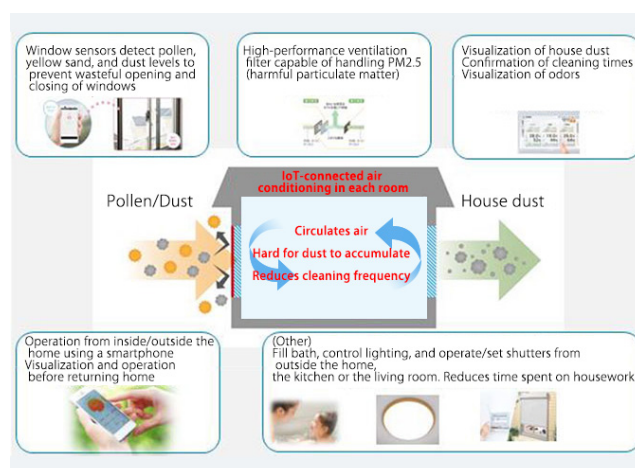 Window sensors detect pollen,
yellow sand, and dust levels to
prevent wasteful opening and
closing of windows
High-performance ventilation
filter capable of handling PM2.5
(harmful particulate matter)
Visualization of house dust
Confirmation of cleaning times
Visualization of odors
IoT-connected air
conditioning in each room
Pollen/Dust
House dust
Circulates air
Hard for dust to accumulate
Reduces cleaning frequency
Operation from inside/outside the
home using a smartphone
Visualization and operation
before returning home
(Other)
Fill bath, control lighting, and operate/set shutters from
outside the home,
the kitchen or the living room. Reduces time spent on housework